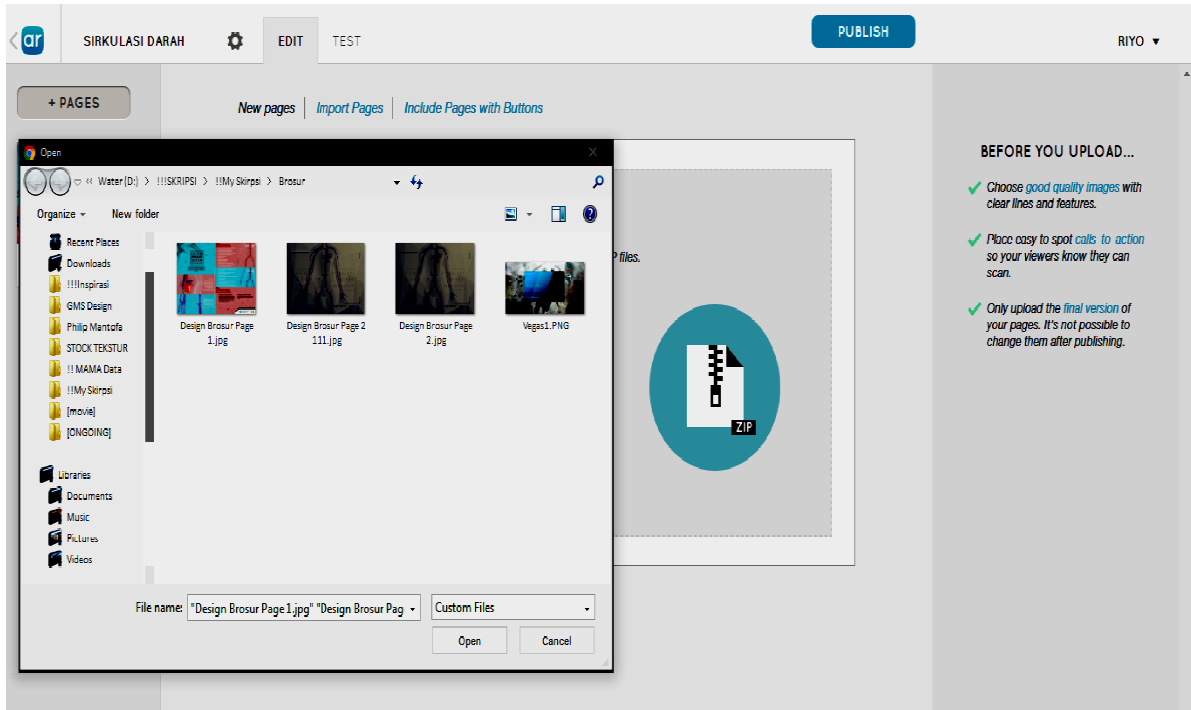 ar
SIRKULASI DARAH
EDIT
TEST
PUBLISH
RIYO
+ PAGES
New pages
Import Pages
Include Pages with Buttons
Open
X
Water (D:) > !!!SKRIPSI > !!My Skirpsi > Brosur
Organize
New folder
Recent Places
Downloads
!!!Inspirasi
GMS Design
Philip Mantofa
STOCK TEKSTUR
!! MAMA Data
!!My Skirpsi
[movie]
[ONGOING]
Libraries
Documents
Music
Pictures
Videos
Design Brosur Page
1.jpg
Design Brosur Page 2
111.jpg
Design Brosur Page
2.jpg
Vegas1.PNG
File name:
"Design Brosur Page 1.jpg" "Design Brosur Pag
Custom Files
Open
Cancel
files.
ZIP
BEFORE YOU UPLOAD...
Choose good quality images with
clear lines and features.
Place easy to spot calls to action
so your viewers know they can
scan.
Only upload the final version of
your pages. It's not possible to
change them after publishing.